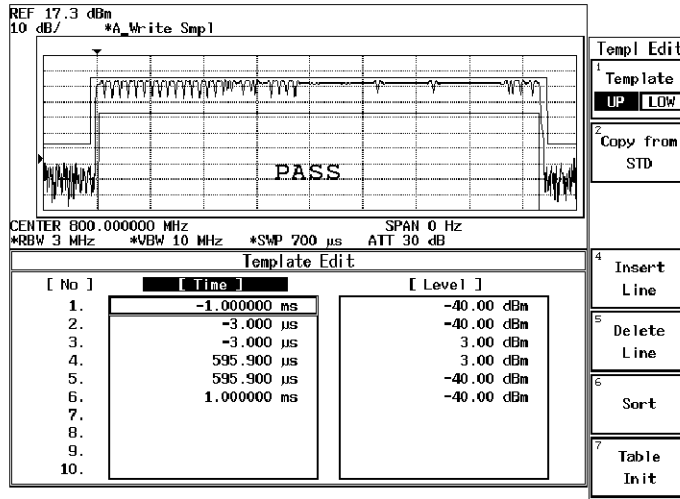 REF 17.3 dBm
10 dB/ *A_Write Smpl
PASS
CENTER 800.000000 MHz SPAN 0 Hz
*RBW 3 MHz *VBW 10 MHz *SWP 700 µs ATT 30 dB
Template Edit
[ No ] [ Time ] [ Level ]
1. -1.000000 ms -40.00 dBm
2. -3.000 µs -40.00 dBm
3. -3.000 µs 3.00 dBm
4. 595.900 µs 3.00 dBm
5. 595.900 µs -40.00 dBm
6. 1.000000 ms -40.00 dBm
7.
8.
9.
10.
Templ Edit
1 Template
UP LOW
2 Copy from
STD
4 Insert
Line
5 Delete
Line
6 Sort
7 Table
Init